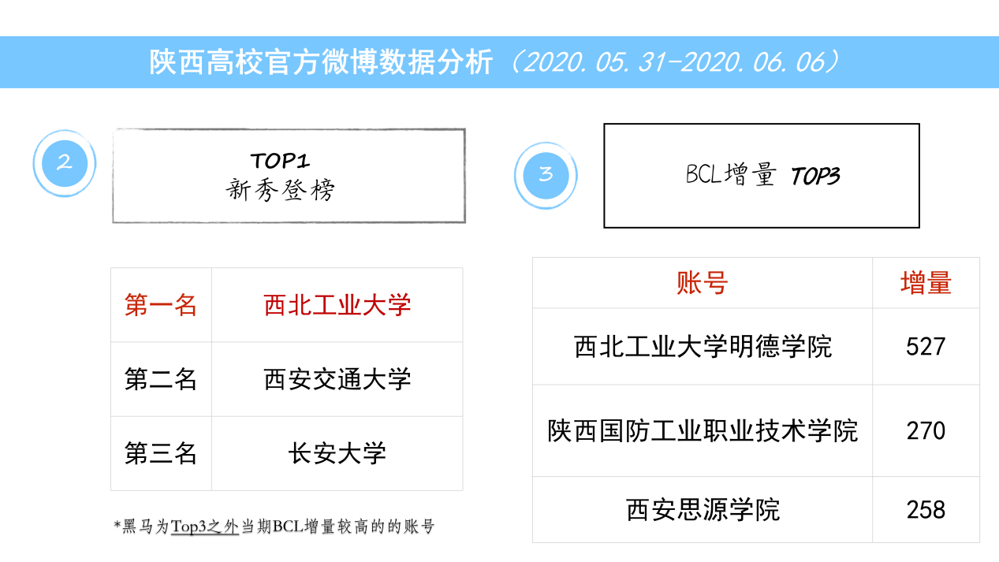 陕西高校官方微博数据分析（2020.05.31-2020.06.06）
2
TOP1
新秀登榜
第一名 西北工业大学
第二名 西安交通大学
第三名 长安大学
*黑马为Top3之外当期BCL增量较高的的账号
3
BCL增量 TOP3
账号 增量
西北工业大学明德学院 527
陕西国防工业职业技术学院 270
西安思源学院 258